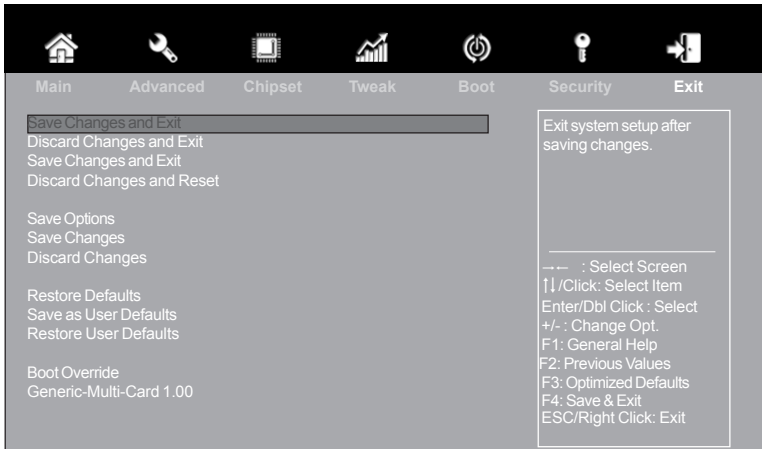 Main Advanced Chipset Tweak Boot Security Exit
Save Changes and Exit
Discard Changes and Exit
Save Changes and Exit
Discard Changes and Reset
Save Options
Save Changes
Discard Changes
Restore Defaults
Save as User Defaults
Restore User Defaults
Boot Override
Generic-Multi-Card 1.00
Exit system setup after
saving changes.
→← : Select Screen
↑↓/Click: Select Item
Enter/Dbl Click : Select
+/- : Change Opt.
F1: General Help
F2: Previous Values
F3: Optimized Defaults
F4: Save & Exit
ESC/Right Click: Exit